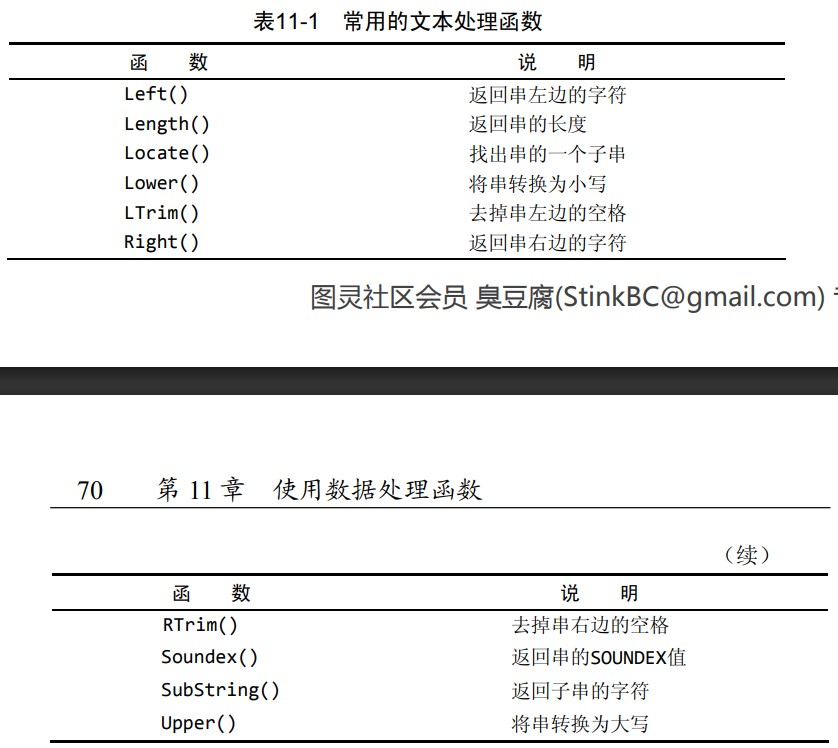 表11-1 常用的文本处理函数
函 数 说 明
Left() 返回串左边的字符
Length() 返回串的长度
Locate() 找出串的一个子串
Lower() 将串转换为小写
LTrim() 去掉串左边的空格
Right() 返回串右边的字符
图灵社区会员 臭豆腐(StinkBC@gmail.com)
70 第 11 章 使用数据处理函数
（续）
函 数 说 明
RTrim() 去掉串右边的空格
Soundex() 返回串的SOUNDEX值
SubString() 返回子串的字符
Upper() 将串转换为大写